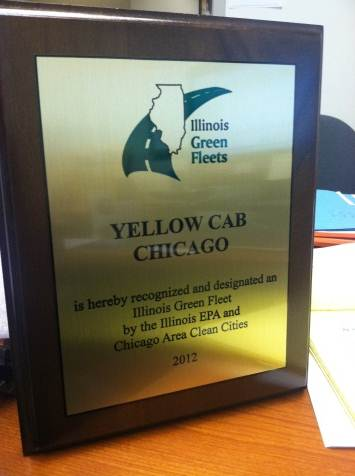 Illinois
Green
Fleets
YELLOW CAB
CHICAGO
is hereby recognized and designated an
Illinois Green Fleet
by the Illinois EPA and
Chicago Area Clean Cities
2012